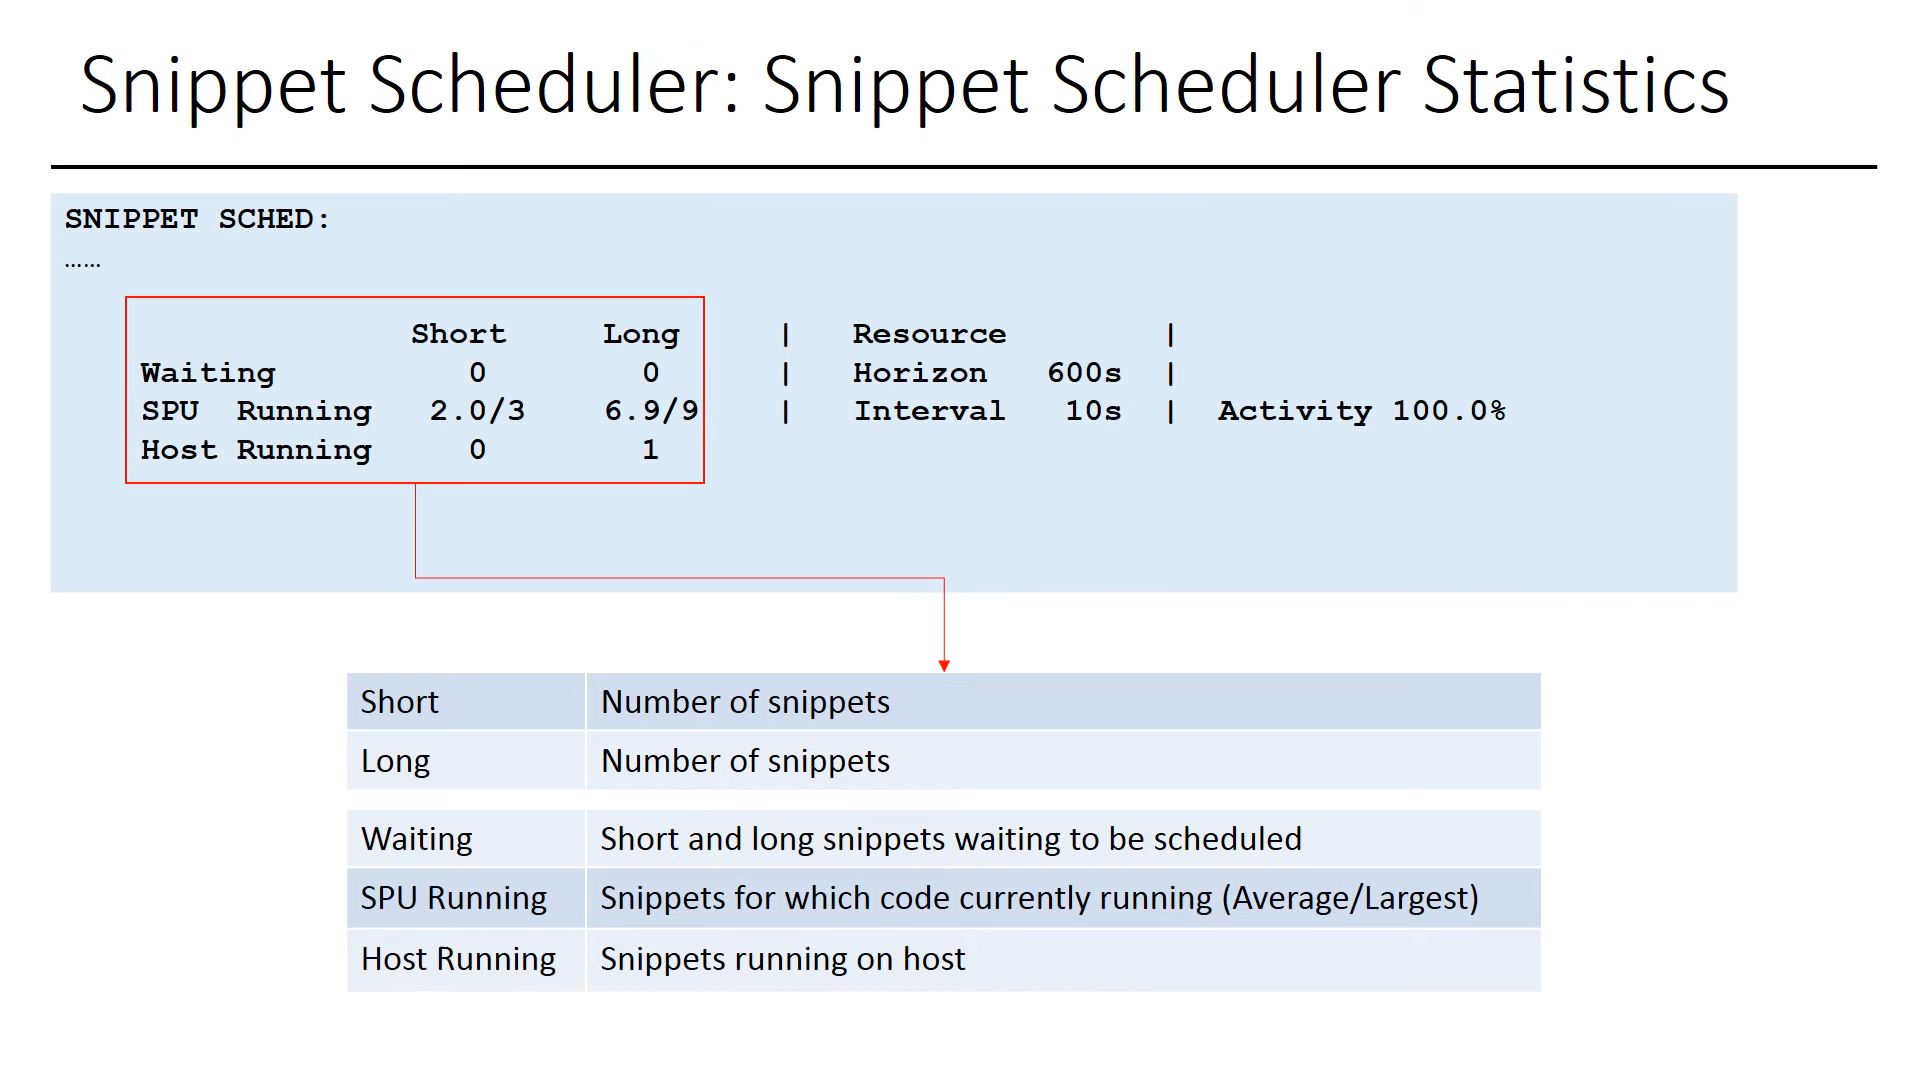 Snippet Scheduler: Snippet Scheduler Statistics
SNIPPET SCHED:
......
Short Long | Resource |
Waiting 0 0 | Horizon 600s |
SPU Running 2.0/3 6.9/9 | Interval 10s | Activity 100.0%
Host Running 0 1
Short Number of snippets
Long Number of snippets
Waiting Short and long snippets waiting to be scheduled
SPU Running Snippets for which code currently running (Average/Largest)
Host Running Snippets running on host